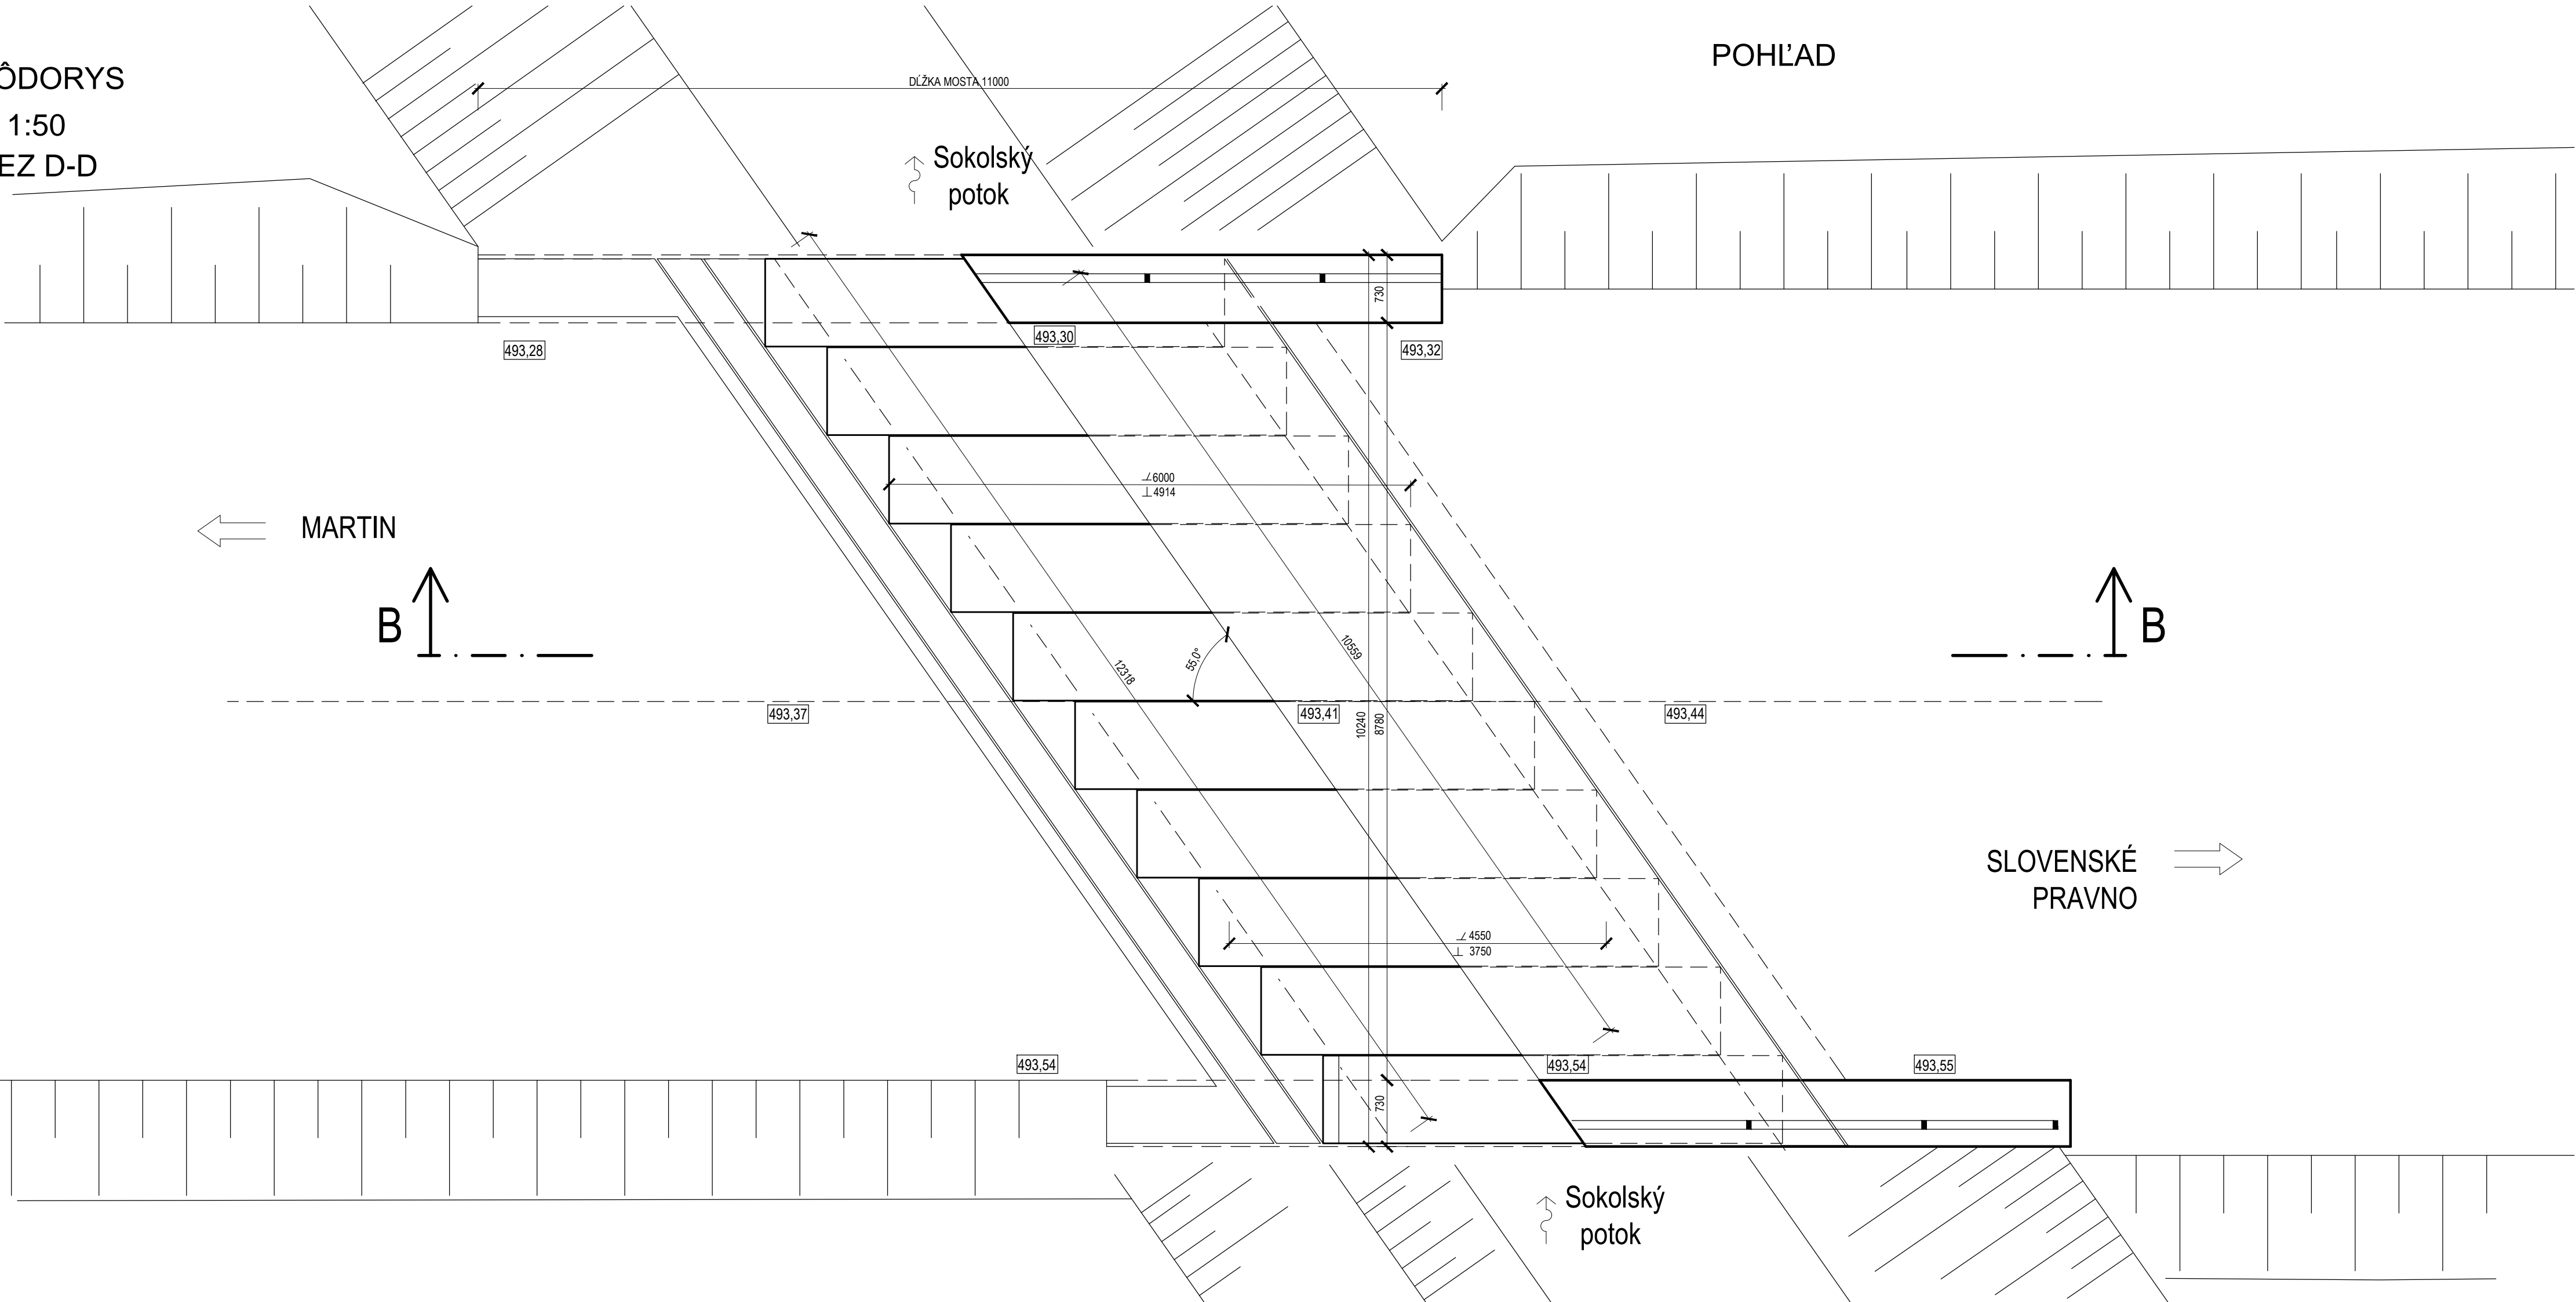 ÔDORYS
1:50
EZ D-D
POHĽAD
DĹŽKA MOSTA 11000
Sokolský
potok
730
493,28
493,30
493,32
∠6000
⊥4914
MARTIN
B
B
55,0°
12318
10559
10240
8780
493,37
493,41
493,44
SLOVENSKÉ
PRAVNO
∠ 4550
⊥ 3750
493,54
493,54
493,55
730
Sokolský
potok